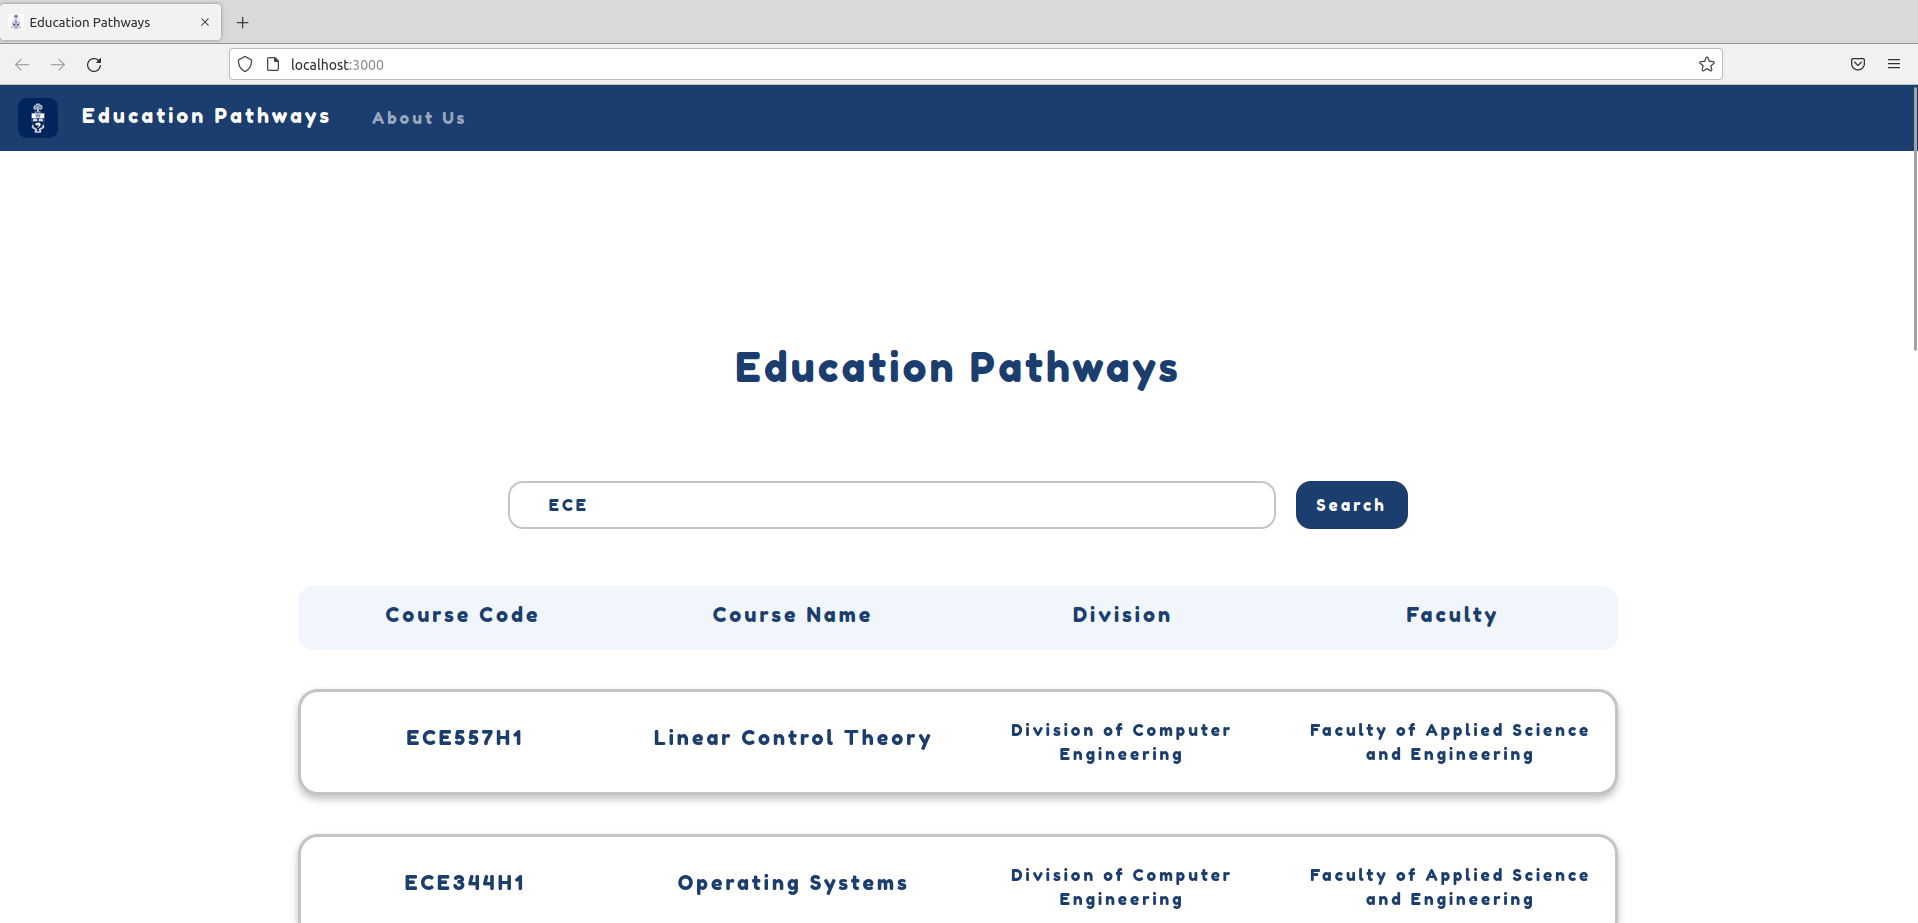 Education Pathways
localhost:3000
Education Pathways About Us
Education Pathways
ECE Search
Course Code Course Name Division Faculty
ECE557H1 Linear Control Theory Division of Computer Engineering Faculty of Applied Science and Engineering
ECE344H1 Operating Systems Division of Computer Engineering Faculty of Applied Science and Engineering